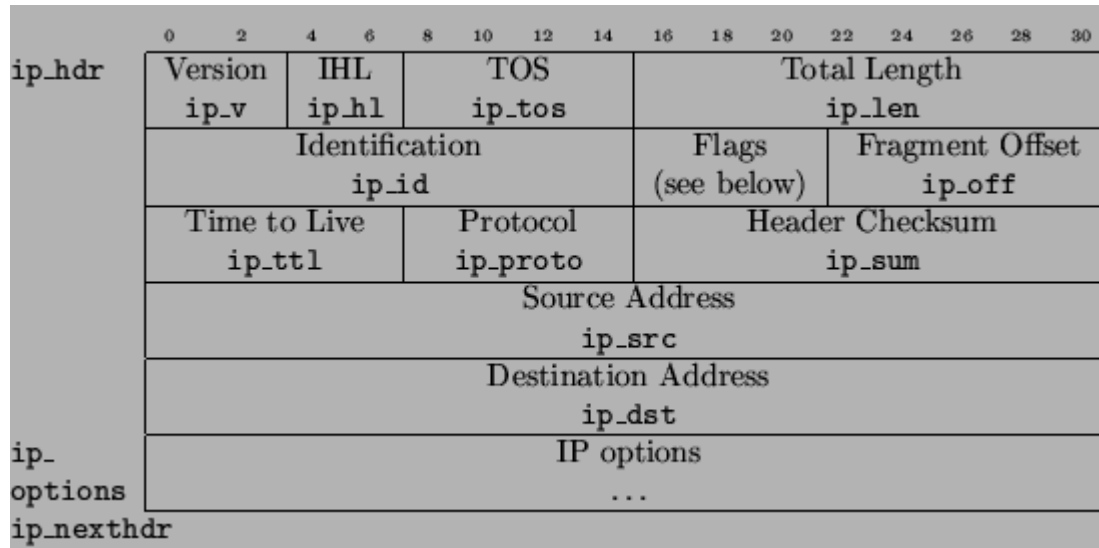 0 2 4 6 8 10 12 14 16 18 20 22 24 26 28 30
ip_hdr Version IHL TOS Total Length
ip_v ip_hl ip_tos ip_len
Identification Flags Fragment Offset
ip_id (see below) ip_off
Time to Live Protocol Header Checksum
ip_ttl ip_proto ip_sum
Source Address
ip_src
Destination Address
ip_dst
ip_ IP options
options ...
ip_nexthdr